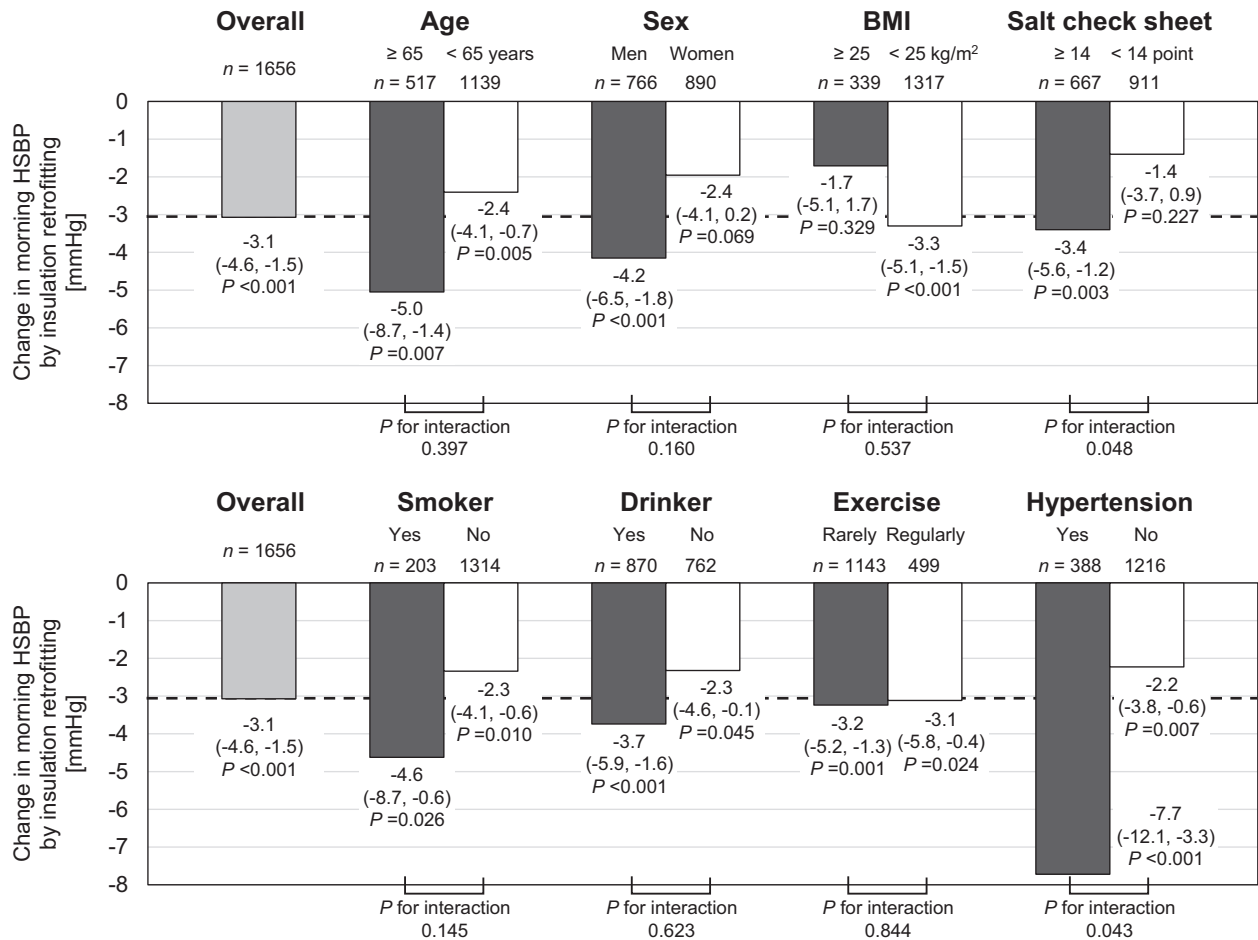 Overall Age Sex BMI Salt check sheet
≥ 65 < 65 years Men Women ≥ 25 < 25 kg/m² ≥ 14 < 14 point
n = 1656
n = 517 1139 n = 766 890 n = 339 1317 n = 667 911
Change in morning HSBP
by insulation retrofitting
[mmHg]
0
-1
-2
-3
-4
-5
-6
-7
-8
-3.1
(-4.6, -1.5)
P <0.001
-5.0
(-8.7, -1.4)
P =0.007
-2.4
(-4.1, -0.7)
P =0.005
-4.2
(-6.5, -1.8)
P <0.001
-2.4
(-4.1, 0.2)
P =0.069
-1.7
(-5.1, 1.7)
P =0.329
-3.3
(-5.1, -1.5)
P <0.001
-3.4
(-5.6, -1.2)
P =0.003
-1.4
(-3.7, 0.9)
P =0.227
P for interaction P for interaction P for interaction P for interaction
0.397 0.160 0.537 0.048
Overall Smoker Drinker Exercise Hypertension
Yes No Yes No Rarely Regularly Yes No
n = 1656
n = 203 1314 n = 870 762 n = 1143 499 n = 388 1216
Change in morning HSBP
by insulation retrofitting
[mmHg]
0
-1
-2
-3
-4
-5
-6
-7
-8
-3.1
(-4.6, -1.5)
P <0.001
-4.6
(-8.7, -0.6)
P =0.026
-2.3
(-4.1, -0.6)
P =0.010
-3.7
(-5.9, -1.6)
P <0.001
-2.3
(-4.6, -0.1)
P =0.045
-3.2
(-5.2, -1.3)
P =0.001
-3.1
(-5.8, -0.4)
P =0.024
-2.2
(-3.8, -0.6)
P =0.007
-7.7
(-12.1, -3.3)
P <0.001
P for interaction P for interaction P for interaction P for interaction
0.145 0.623 0.844 0.043